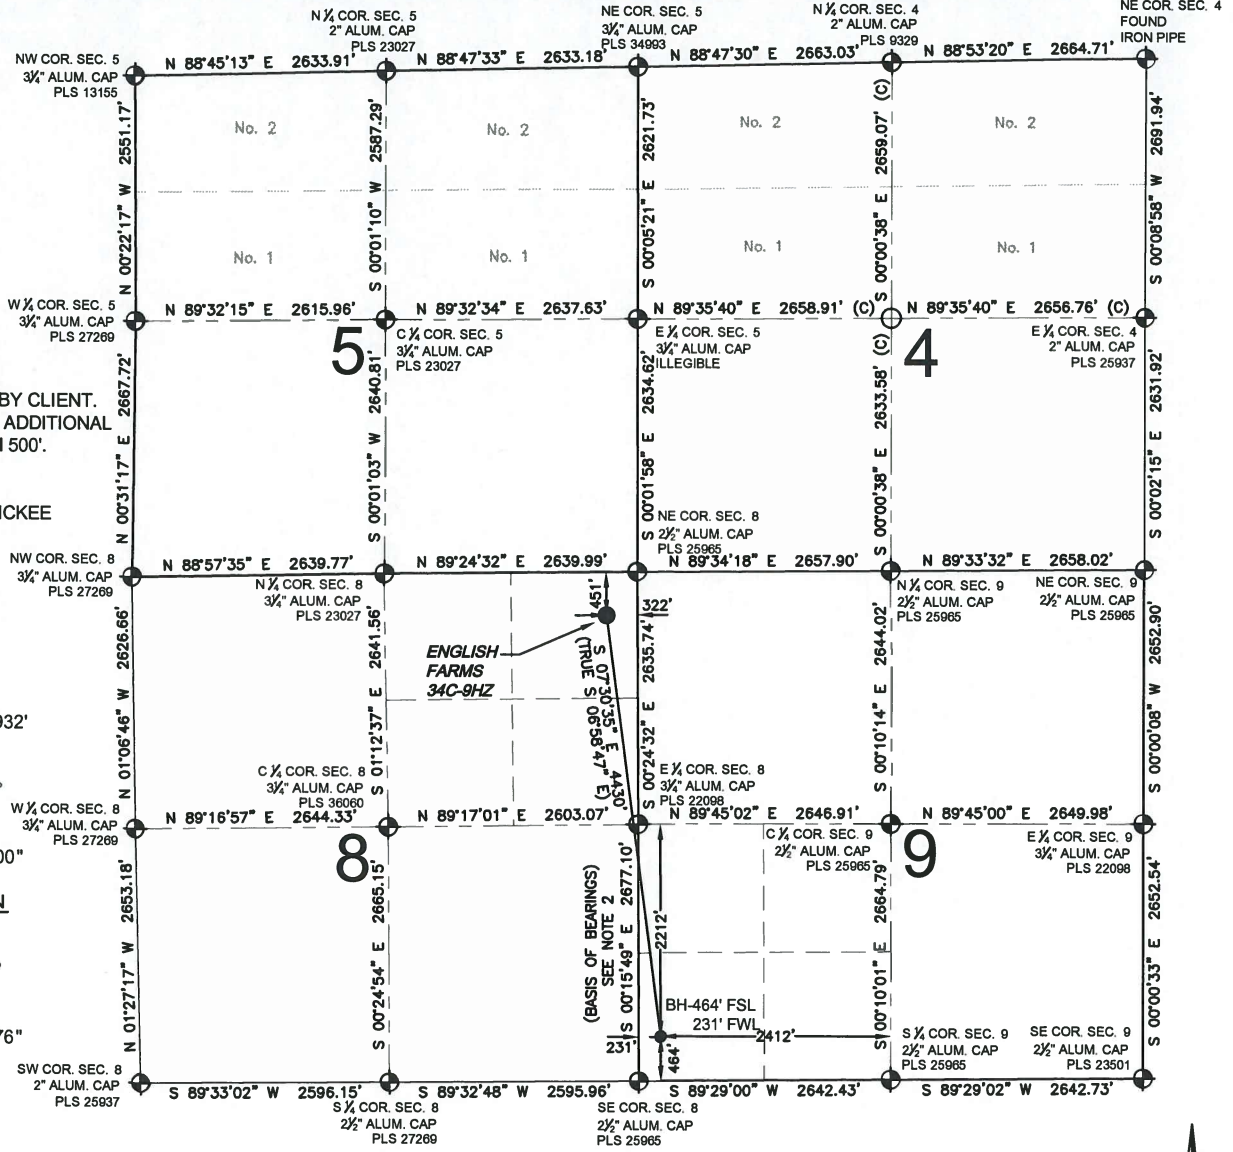 N ¼ COR. SEC. 5
2" ALUM. CAP
PLS 23027
NE COR. SEC. 5
3¼" ALUM. CAP
PLS 34993
N ¼ COR. SEC. 4
2" ALUM. CAP
PLS 9329
NE COR. SEC. 4
FOUND
IRON PIPE
NW COR. SEC. 5
3¼" ALUM. CAP
PLS 13155
N 88°45'13" E 2633.91'
N 88°47'33" E 2633.18'
N 88°47'30" E 2663.03'
N 88°53'20" E 2664.71'
N 00°22'17" W 2551.17'
S 00°01'10" W 2587.29'
S 00°05'21" E 2621.73'
S 00°00'38" E 2659.07' (C)
S 00°08'58" W 2691.94'
No. 2
No. 2
No. 2
No. 2
No. 1
No. 1
No. 1
No. 1
W ¼ COR. SEC. 5
3¼" ALUM. CAP
PLS 27269
N 89°32'15" E 2615.96'
N 89°32'34" E 2637.63'
N 89°35'40" E 2658.91' (C)
N 89°35'40" E 2656.76' (C)
5
C ¼ COR. SEC. 5
3¼" ALUM. CAP
PLS 23027
E ¼ COR. SEC. 5
3¼" ALUM. CAP
ILLEGIBLE
4
E ¼ COR. SEC. 4
2" ALUM. CAP
PLS 25937
N 00°31'17" E 2667.72'
S 00°01'03" W 2640.81'
S 00°01'58" E 2634.62'
S 00°00'38" E 2633.58' (C)
S 00°02'15" E 2631.92'
BY CLIENT.
ADDITIONAL
500'.
CKEE
NE COR. SEC. 8
2½" ALUM. CAP
PLS 25965
NW COR. SEC. 8
3¼" ALUM. CAP
PLS 27269
N 88°57'35" E 2639.77'
N 89°24'32" E 2639.99'
N 89°34'18" E 2657.90'
N 89°33'32" E 2658.02'
N ¼ COR. SEC. 8
3¼" ALUM. CAP
PLS 23027
N ¼ COR. SEC. 9
2½" ALUM. CAP
PLS 25965
NE COR. SEC. 9
2½" ALUM. CAP
PLS 25965
451'
322'
ENGLISH
FARMS
34C-9HZ
S 07°30'35" E 4430'
(TRUE S 06°58'47" E)
N 01°06'46" W 2626.66'
S 01°12'37" E 2641.56'
S 00°24'32" E 2635.74'
S 00°10'14" E 2644.02'
S 00°00'08" W 2652.90'
932'
C ¼ COR. SEC. 8
3¼" ALUM. CAP
PLS 36060
E ¼ COR. SEC. 8
3¼" ALUM. CAP
PLS 22098
W ¼ COR. SEC. 8
3¼" ALUM. CAP
PLS 27269
N 89°16'57" E 2644.33'
N 89°17'01" E 2603.07'
N 89°45'02" E 2646.91'
N 89°45'00" E 2649.98'
8
C ¼ COR. SEC. 9
2½" ALUM. CAP
PLS 25965
9
E ¼ COR. SEC. 9
3¼" ALUM. CAP
PLS 22098
00"
N
N 01°27'17" W 2653.18'
S 00°24'54" E 2665.15'
(BASIS OF BEARINGS)
SEE NOTE 2
S 00°15'49" E 2677.10'
2212'
S 00°10'01" E 2664.79'
S 00°00'33" E 2652.54'
76"
BH-464' FSL
231' FWL
2412'
231'
464'
S ¼ COR. SEC. 9
2½" ALUM. CAP
PLS 25965
SE COR. SEC. 9
2½" ALUM. CAP
PLS 23501
SW COR. SEC. 8
2" ALUM. CAP
PLS 25937
S 89°33'02" W 2596.15'
S 89°32'48" W 2595.96'
S 89°29'00" W 2642.43'
S 89°29'02" W 2642.73'
S ¼ COR. SEC. 8
2½" ALUM. CAP
PLS 27269
SE COR. SEC. 8
2½" ALUM. CAP
PLS 25965